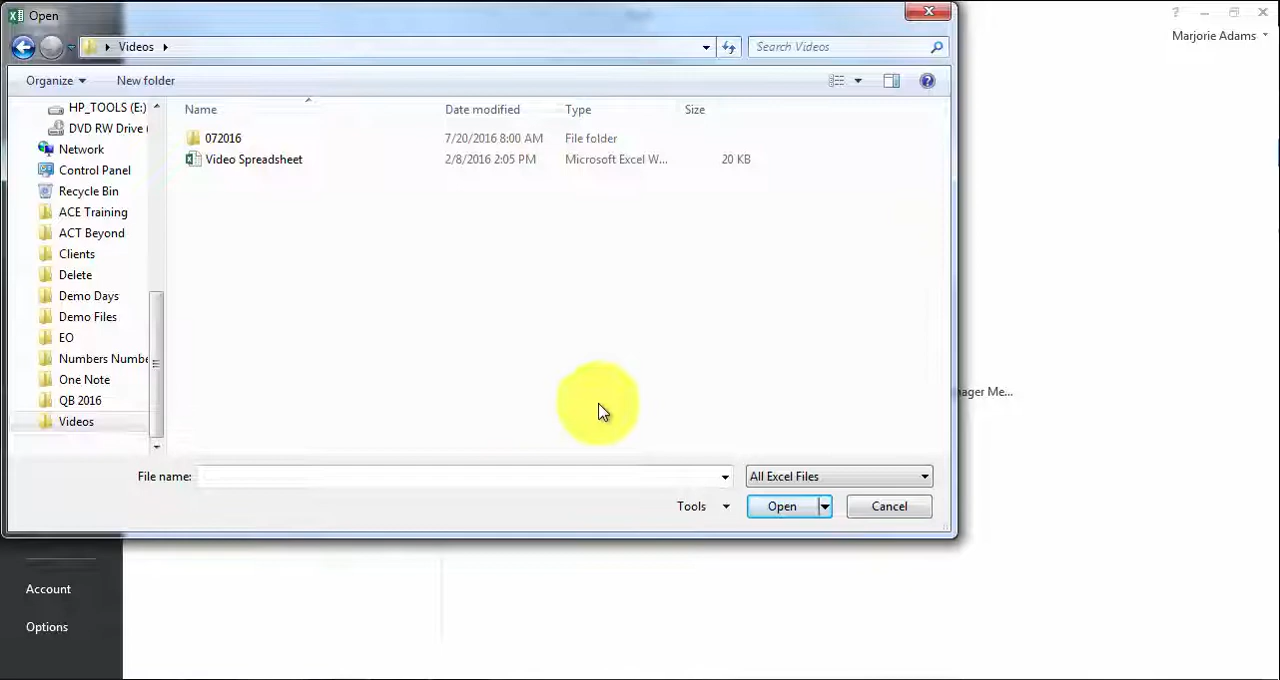 Open
? 
Marjorie Adams
Videos
Search Videos
Organize
New folder
?
Name
Date modified
Type
Size
HP_TOOLS (E:)
DVD RW Drive (
Network
Control Panel
Recycle Bin
ACE Training
ACT Beyond
Clients
Delete
Demo Days
Demo Files
EO
Numbers Numbe
One Note
QB 2016
Videos
072016 7/20/2016 8:00 AM File folder
Video Spreadsheet 2/8/2016 2:05 PM Microsoft Excel W... 20 KB
ager Me...
File name:
All Excel Files
Tools
Open
Cancel
Account
Options